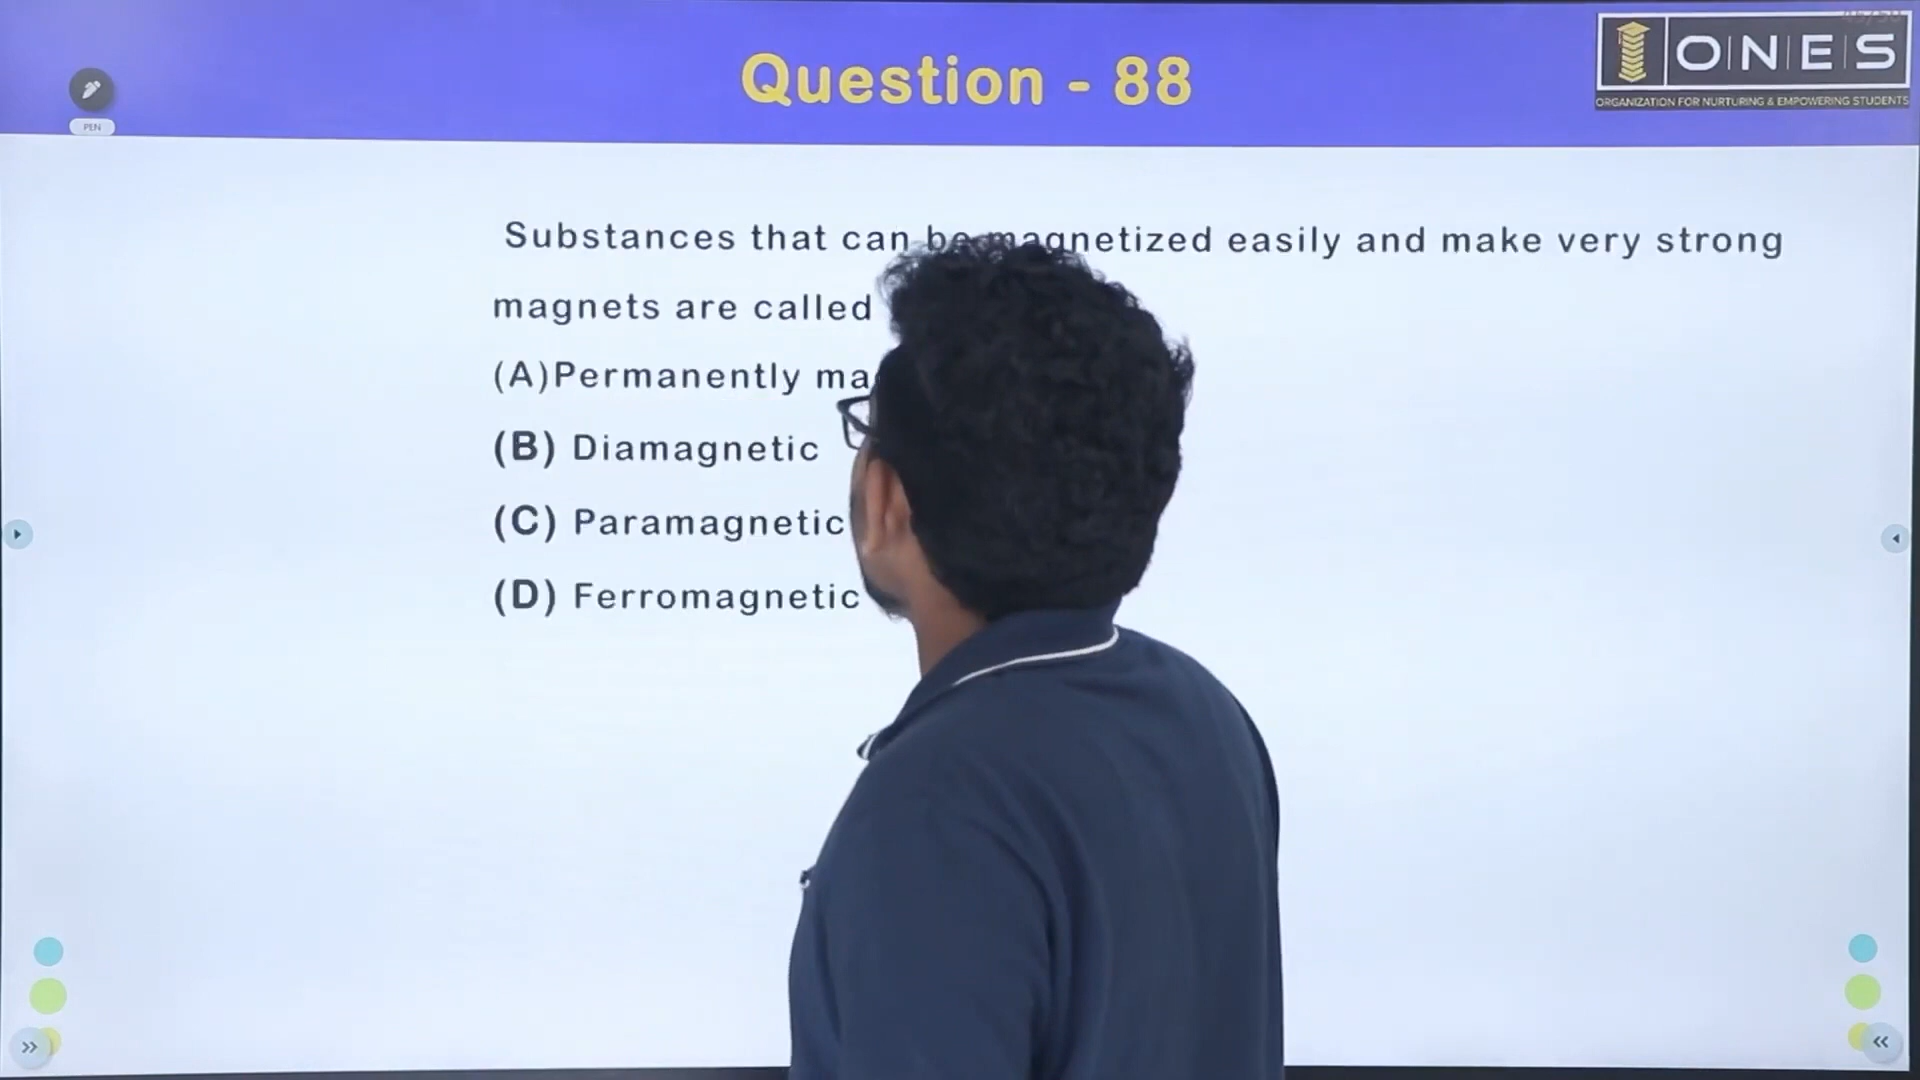 Question - 88
ONES
ORGANIZATION FOR NURTURING & EMPOWERING STUDENTS
PEN
Substances that can be magnetized easily and make very strong
magnets are called
(A)Permanently
(B) Diamagnetic
(C) Paramagnetic
(D) Ferromagnetic